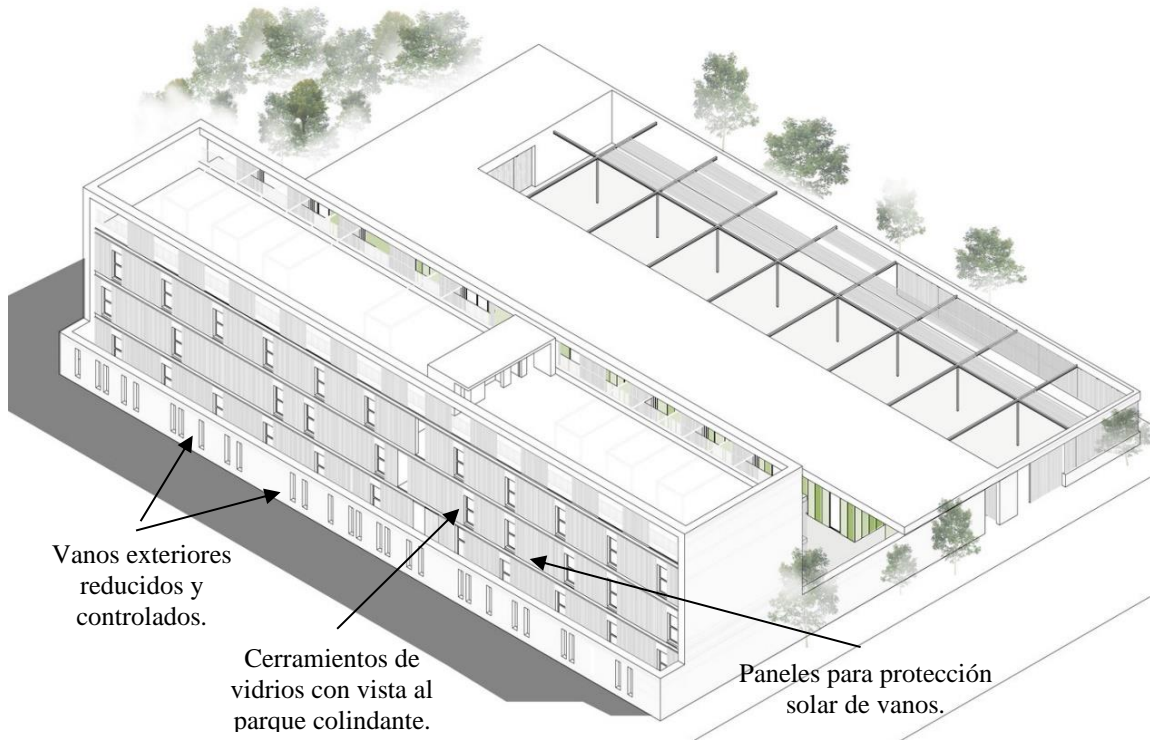 Vanos exteriores
reducidos y
controlados.
Cerramientos de
vidrios con vista al
parque colindante.
Paneles para protección
solar de vanos.